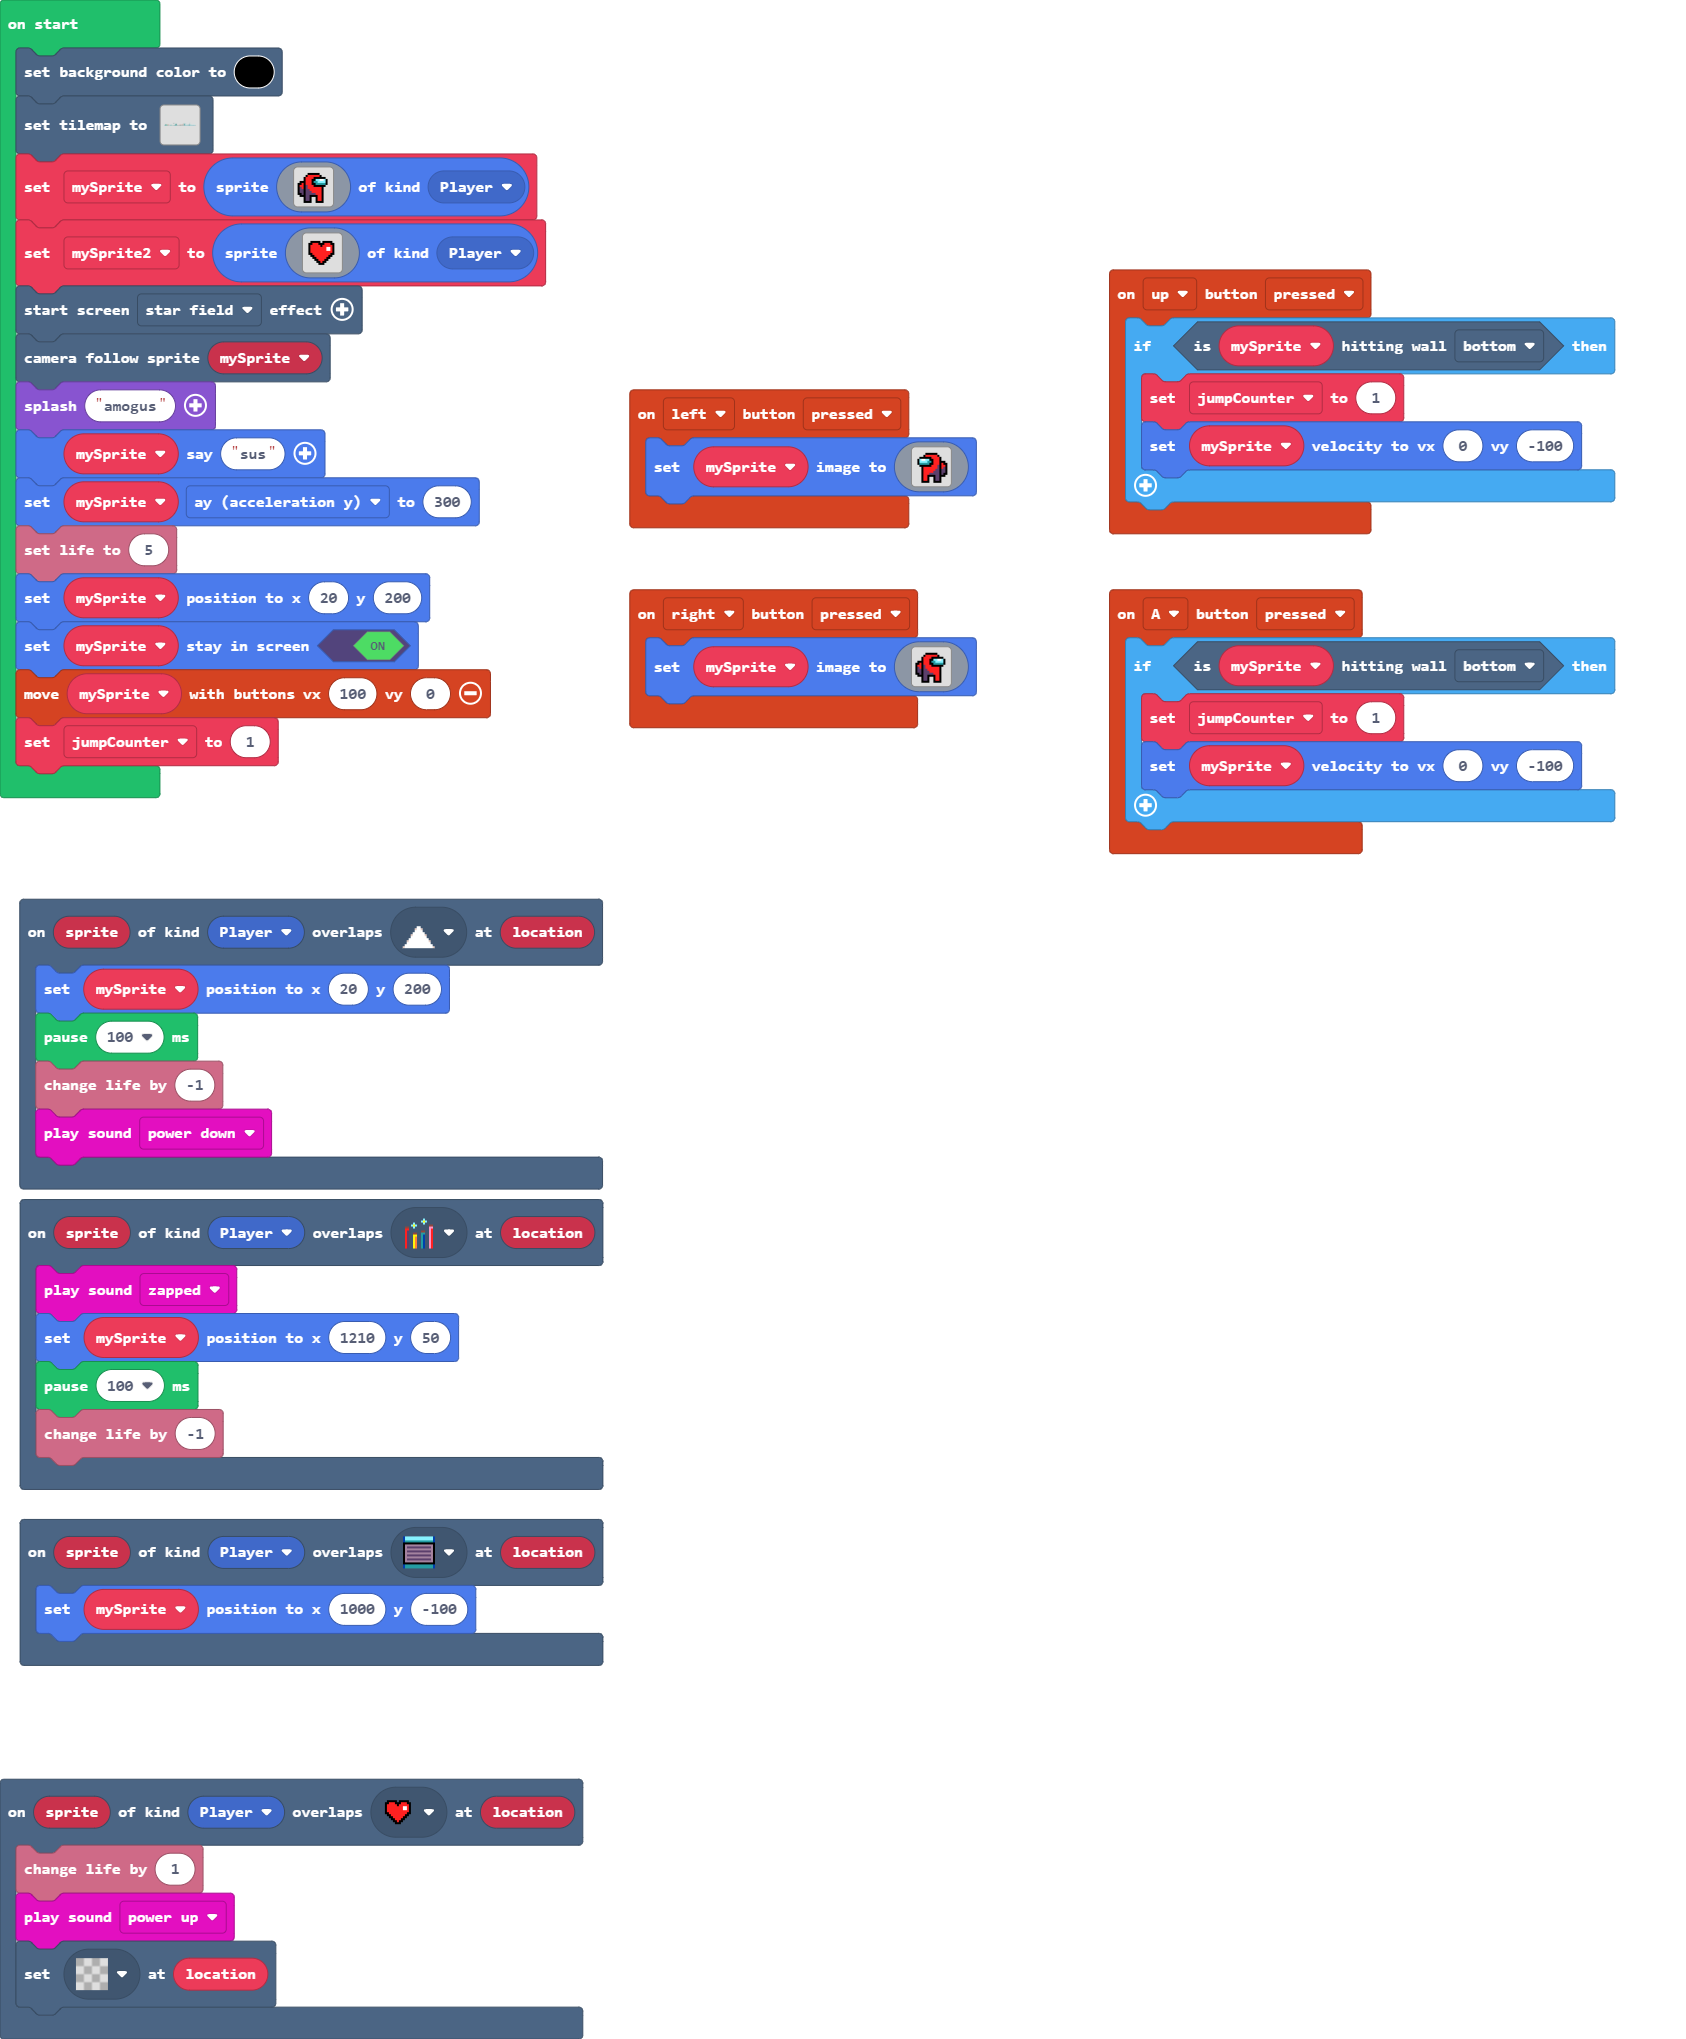 on start
set background color to
set tilemap to
set mySprite to sprite of kind Player
set mySprite2 to sprite of kind Player
start screen star field effect
camera follow sprite mySprite
splash "amogus"
mySprite say "sus"
set mySprite ay (acceleration y) to 300
set life to 5
set mySprite position to x 20 y 200
set mySprite stay in screen ON
move mySprite with buttons vx 100 vy 0
set jumpCounter to 1
on left button pressed
set mySprite image to
on right button pressed
set mySprite image to
on up button pressed
if is mySprite hitting wall bottom then
set jumpCounter to 1
set mySprite velocity to vx 0 vy -100
on A button pressed
if is mySprite hitting wall bottom then
set jumpCounter to 1
set mySprite velocity to vx 0 vy -100
on sprite of kind Player overlaps at location
set mySprite position to x 20 y 200
pause 100 ms
change life by -1
play sound power down
on sprite of kind Player overlaps at location
play sound zapped
set mySprite position to x 1210 y 50
pause 100 ms
change life by -1
on sprite of kind Player overlaps at location
set mySprite position to x 1000 y -100
on sprite of kind Player overlaps at location
change life by 1
play sound power up
set at location